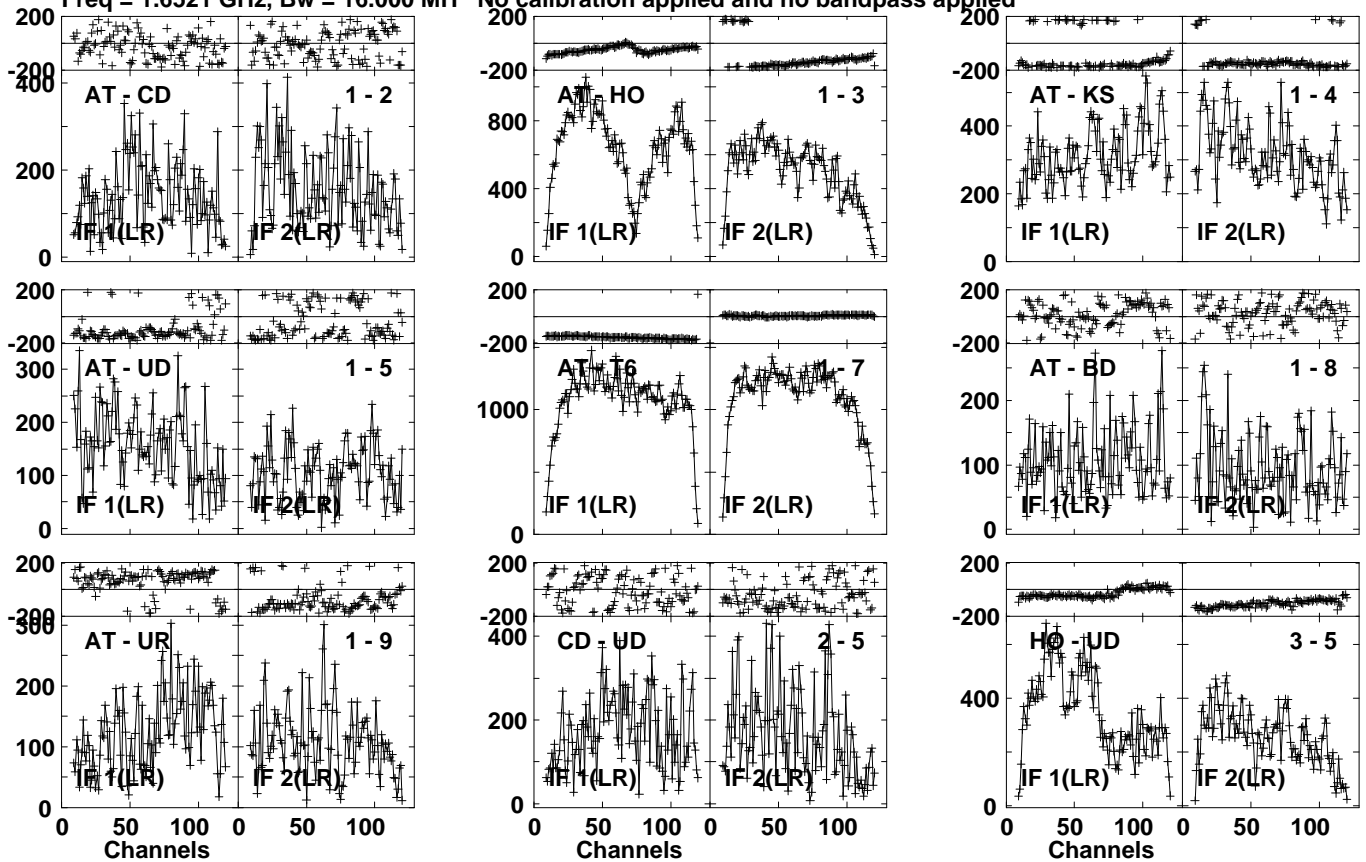 Freq = 1.6521 GHz, Bw = 16.000 MH No calibration applied and no bandpass applied
200
-200
400
200
0
AT - CD
1 - 2
IF 1(LR)
IF 2(LR)
200
-200
800
400
0
AT - HO
1 - 3
IF 1(LR)
IF 2(LR)
200
-200
400
200
0
AT - KS
1 - 4
IF 1(LR)
IF 2(LR)
200
-200
300
200
100
0
AT - UD
1 - 5
IF 1(LR)
IF 2(LR)
200
-200
1000
0
AT - T6
1 - 7
IF 1(LR)
IF 2(LR)
200
-200
200
100
0
AT - BD
1 - 8
IF 1(LR)
IF 2(LR)
200
-200
300
200
100
0
AT - UR
1 - 9
IF 1(LR)
IF 2(LR)
0 50 100 0 50 100
Channels
200
-200
400
200
0
CD - UD
2 - 5
IF 1(LR)
IF 2(LR)
0 50 100 0 50 100
Channels
200
-200
400
0
HO - UD
3 - 5
IF 1(LR)
IF 2(LR)
0 50 100 0 50 100
Channels